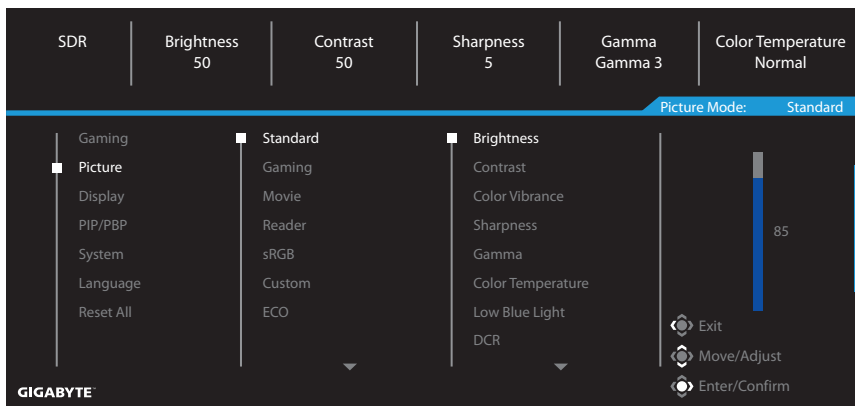 SDR Brightness Contrast Sharpness Gamma Color Temperature
50 50 5 Gamma 3 Normal
Picture Mode: Standard
Gaming Standard Brightness
Picture Gaming Contrast
Display Movie Color Vibrance
PIP/PBP Reader Sharpness 85
System sRGB Gamma
Language Custom Color Temperature
Reset All ECO Low Blue Light
Exit
DCR
Move/Adjust
GIGABYTE™ Enter/Confirm